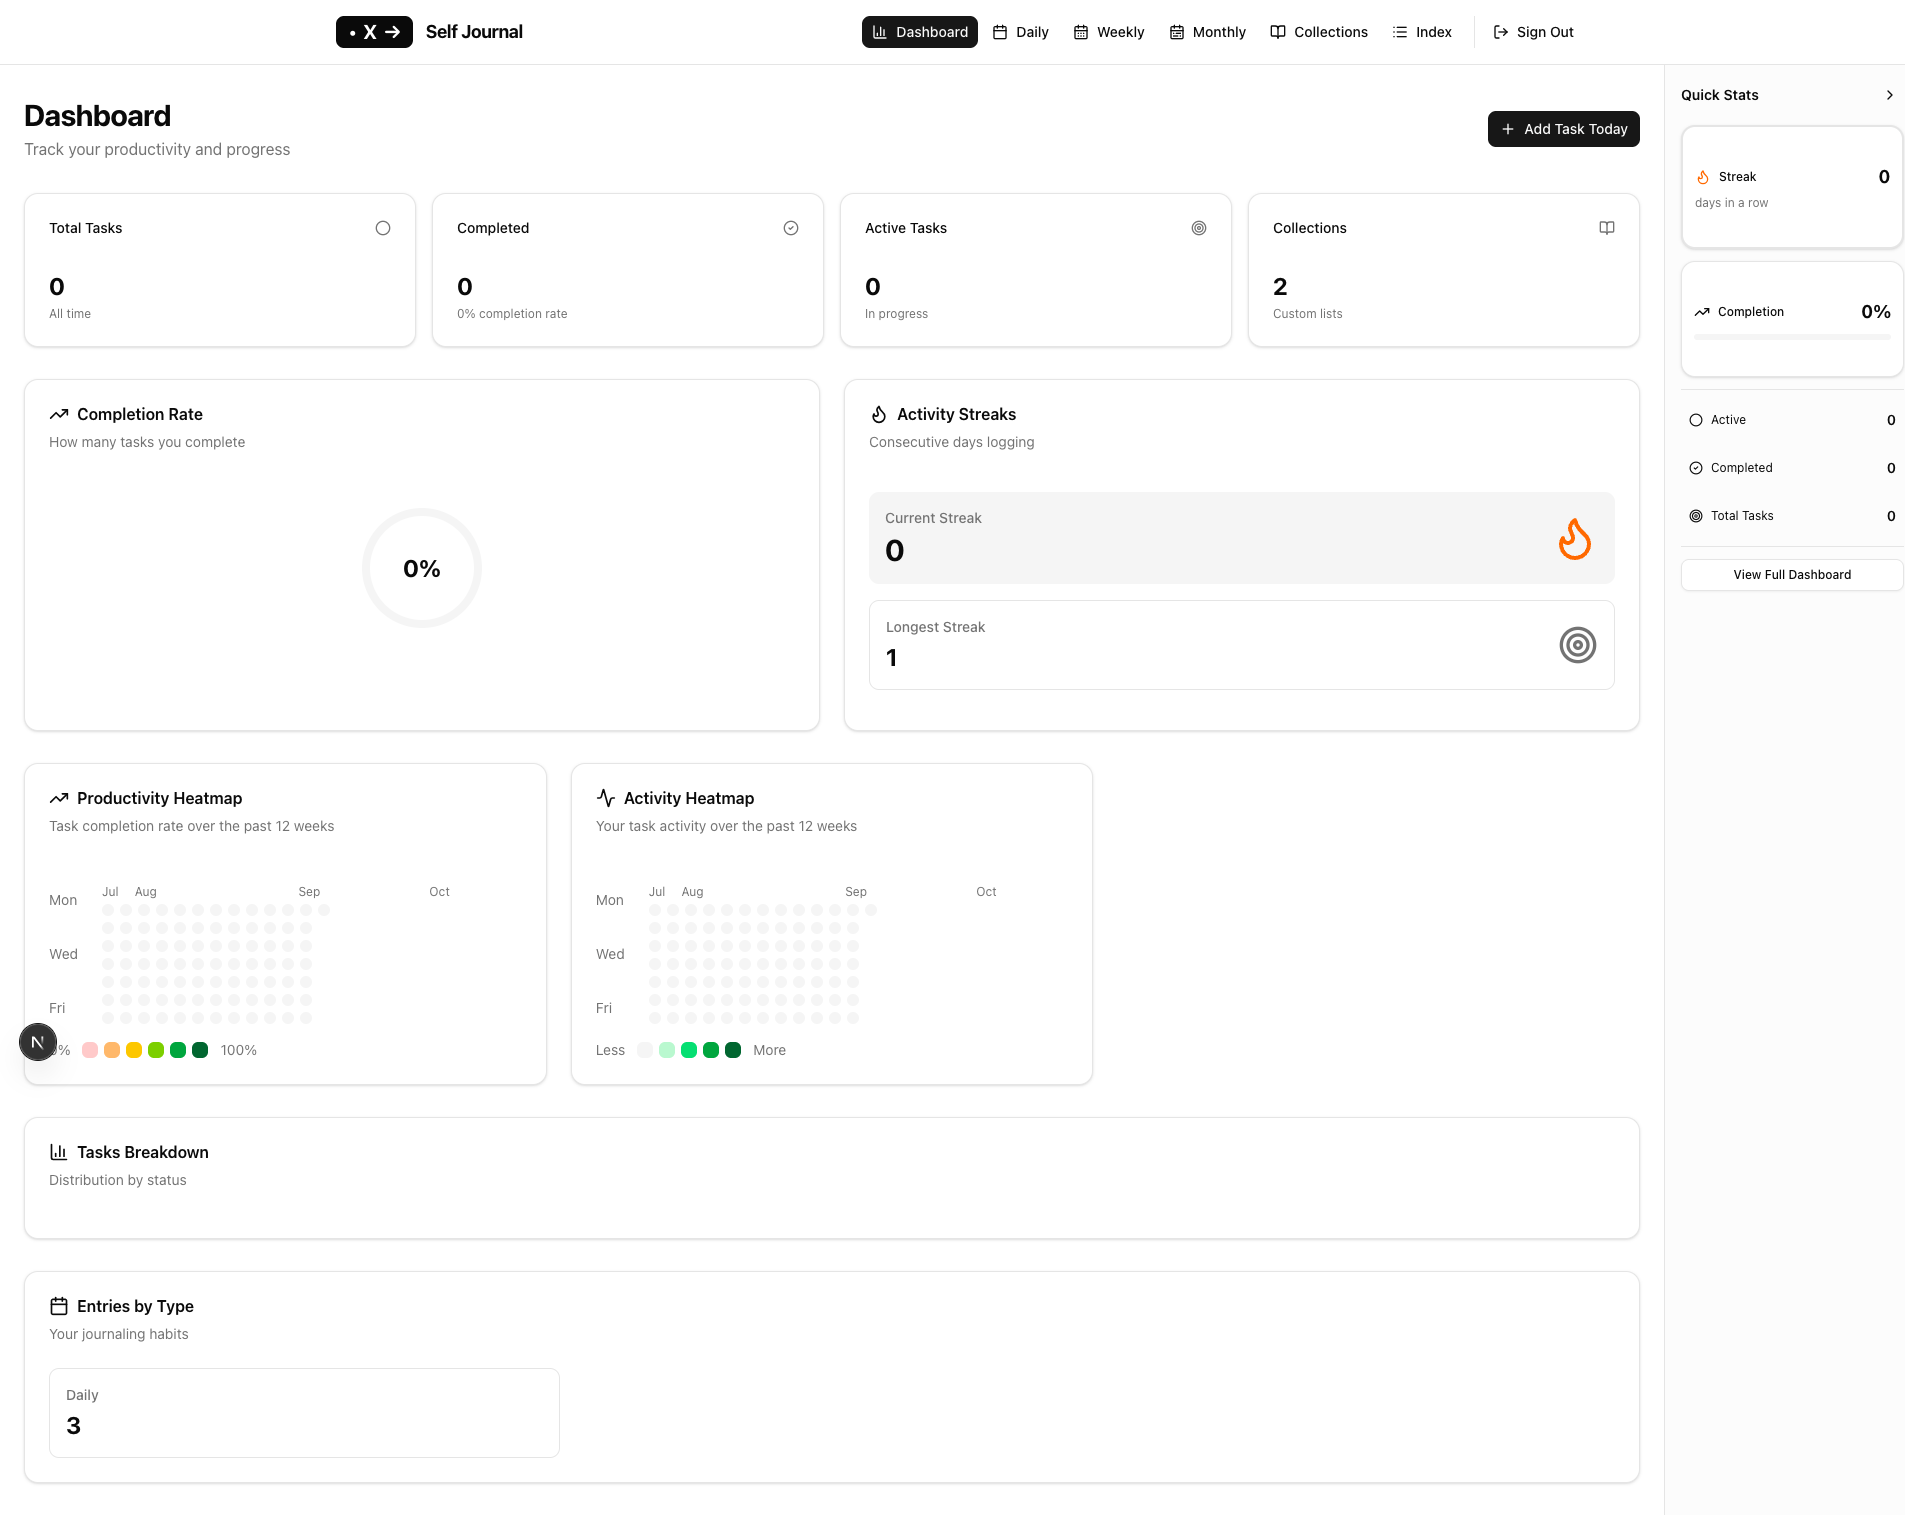 • X → Self Journal
Dashboard Daily Weekly Monthly Collections Index Sign Out
Dashboard
Track your productivity and progress
+ Add Task Today
Total Tasks
0
All time
Completed
0
0% completion rate
Active Tasks
0
In progress
Collections
2
Custom lists
Completion Rate
How many tasks you complete
0%
Activity Streaks
Consecutive days logging
Current Streak
0
Longest Streak
1
Productivity Heatmap
Task completion rate over the past 12 weeks
Jul Aug Sep Oct
Mon
Wed
Fri
% 100%
N
Activity Heatmap
Your task activity over the past 12 weeks
Jul Aug Sep Oct
Mon
Wed
Fri
Less More
Tasks Breakdown
Distribution by status
Entries by Type
Your journaling habits
Daily
3
Quick Stats
Streak 0
days in a row
Completion 0%
Active 0
Completed 0
Total Tasks 0
View Full Dashboard